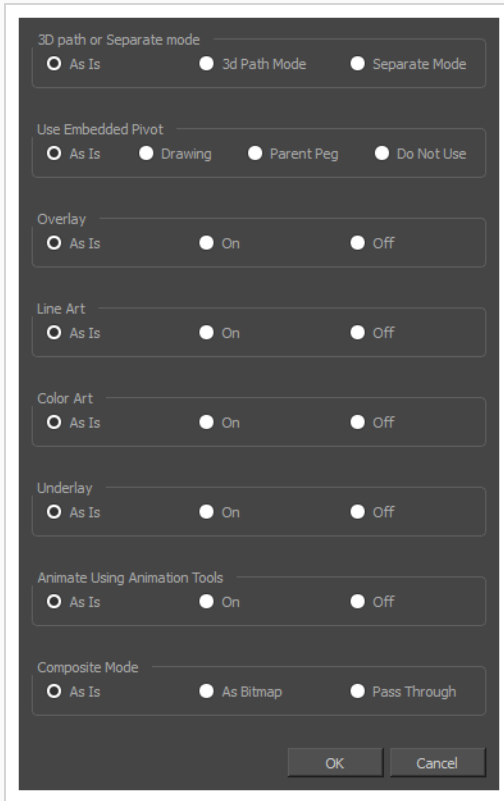 3D path or Separate mode
As Is 3d Path Mode Separate Mode
Use Embedded Pivot
As Is Drawing Parent Peg Do Not Use
Overlay
As Is On Off
Line Art
As Is On Off
Color Art
As Is On Off
Underlay
As Is On Off
Animate Using Animation Tools
As Is On Off
Composite Mode
As Is As Bitmap Pass Through
OK Cancel